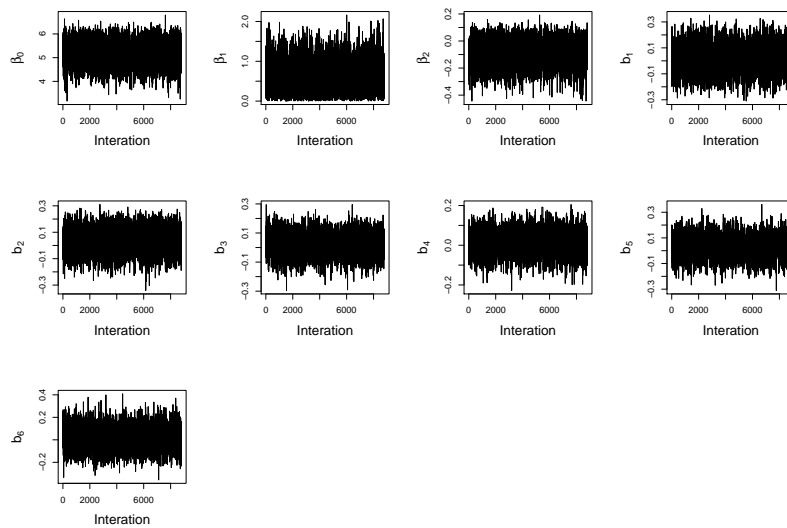 β0
4 5 6
0 2000 6000
Interation
β1
0.0 1.0 2.0
0 2000 6000
Interation
β2
−0.4 −0.2 0.0 0.2
0 2000 6000
Interation
b1
−0.3 −0.1 0.1 0.3
0 2000 6000
Interation
b2
−0.3 −0.1 0.1 0.3
0 2000 6000
Interation
b3
−0.3 −0.1 0.1 0.3
0 2000 6000
Interation
b4
−0.2 0.0 0.2
0 2000 6000
Interation
b5
−0.3 −0.1 0.1 0.3
0 2000 6000
Interation
b6
−0.2 0.2 0.4
0 2000 6000
Interation